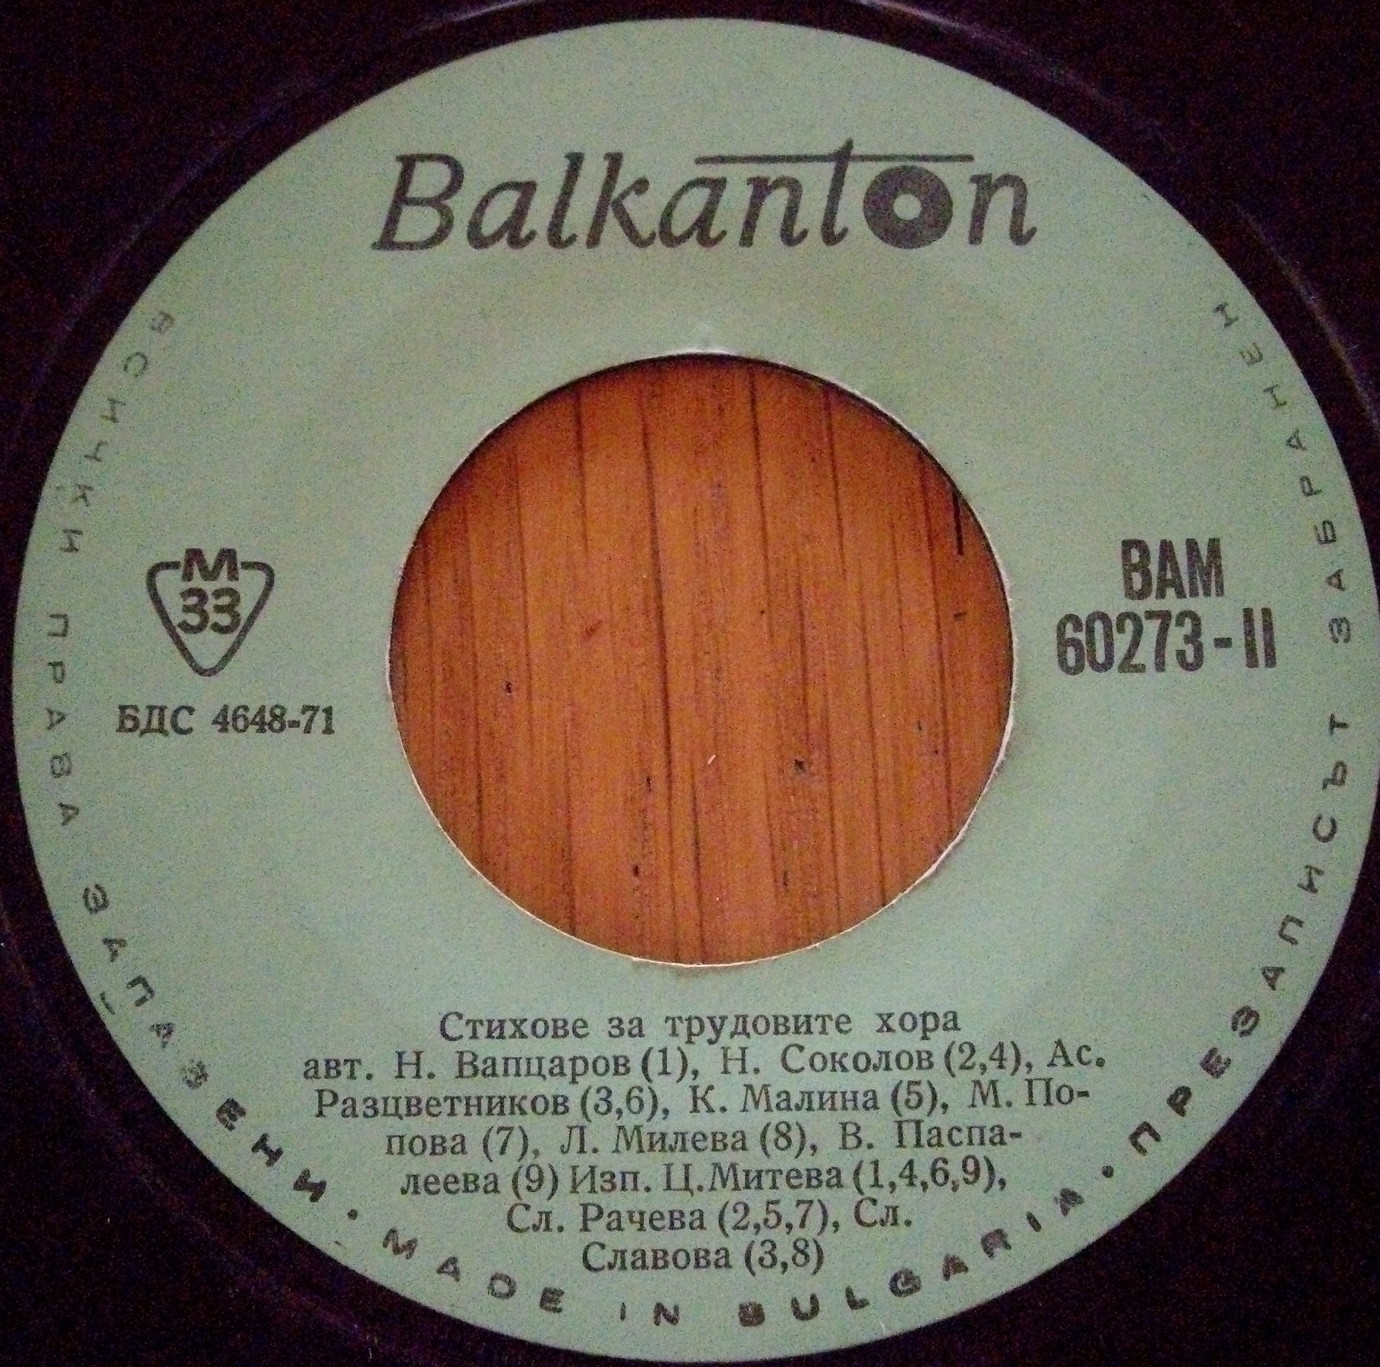 Balkanton
М
33
БДС 4648-71
ВАМ
60273-II
Стихове за трудовите хора
авт. Н. Вапцаров (1), Н. Соколов (2,4), Ас.
Разцветников (3,6), К. Малина (5), М. По-
пова (7), Л. Милева (8), В. Паспа-
леева (9) Изп. Ц.Митева (1,4,6,9),
Сл. Рачева (2,5,7), Сл.
Славова (3,8)
ВСИЧКИ ПРАВА ЗАПАЗЕНИ · MADE IN BULGARIA · ПРЕЗАПИСЪТ ЗАБРАНЕН